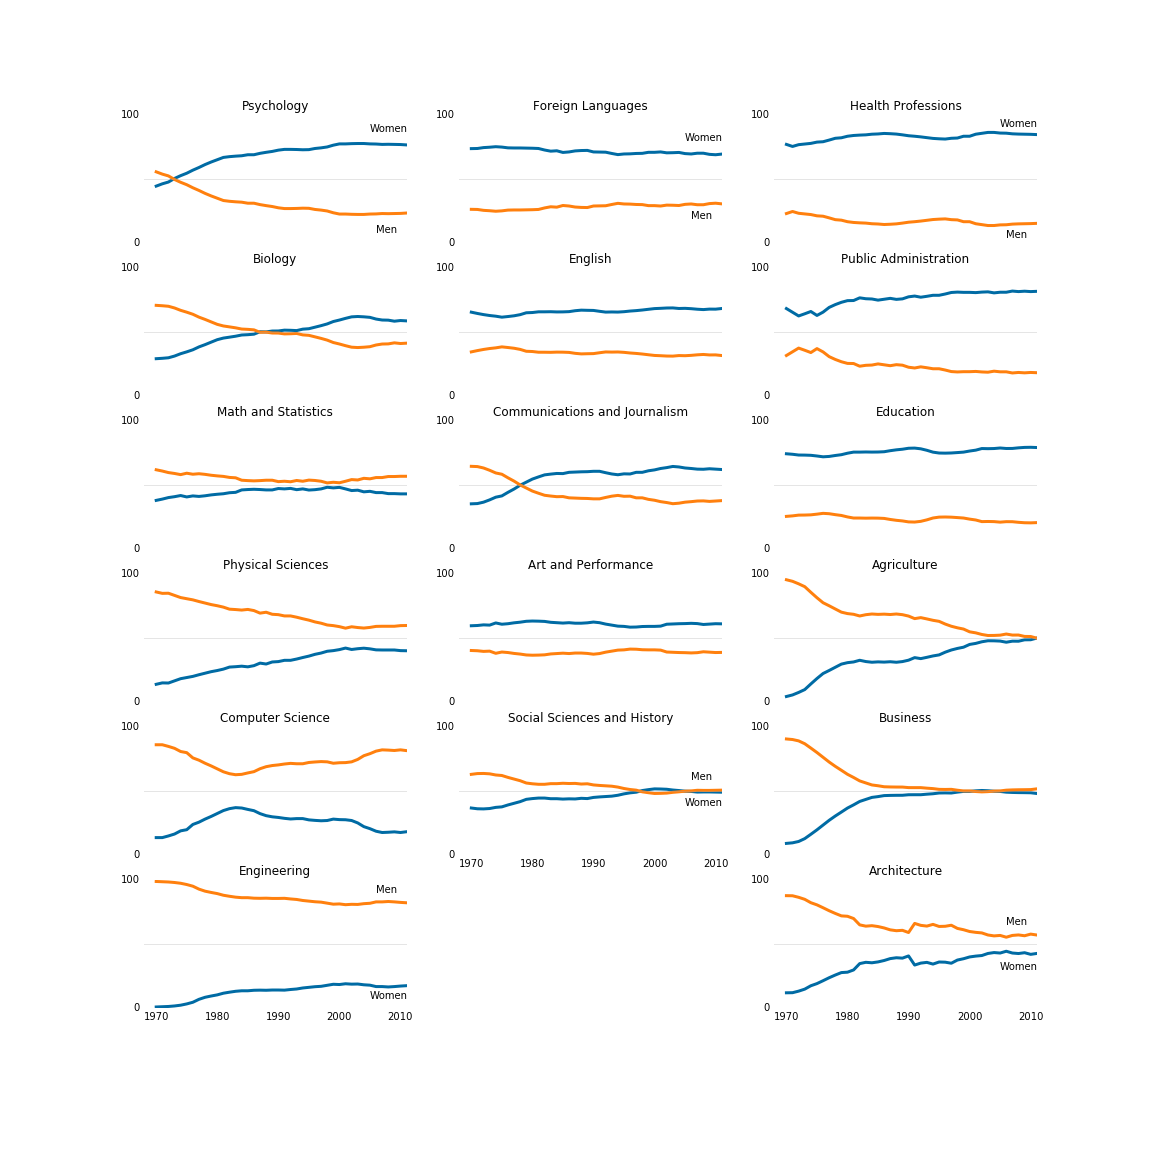 Psychology
100
Women
Men
0
Foreign Languages
100
Women
Men
0
Health Professions
100
Women
Men
0
Biology
100
0
English
100
0
Public Administration
100
0
Math and Statistics
100
0
Communications and Journalism
100
0
Education
100
0
Physical Sciences
100
0
Art and Performance
100
0
Agriculture
100
0
Computer Science
100
0
Social Sciences and History
100
Men
Women
0
1970 1980 1990 2000 2010
Business
100
0
Engineering
100
Men
Women
0
1970 1980 1990 2000 2010
Architecture
100
Men
Women
0
1970 1980 1990 2000 2010